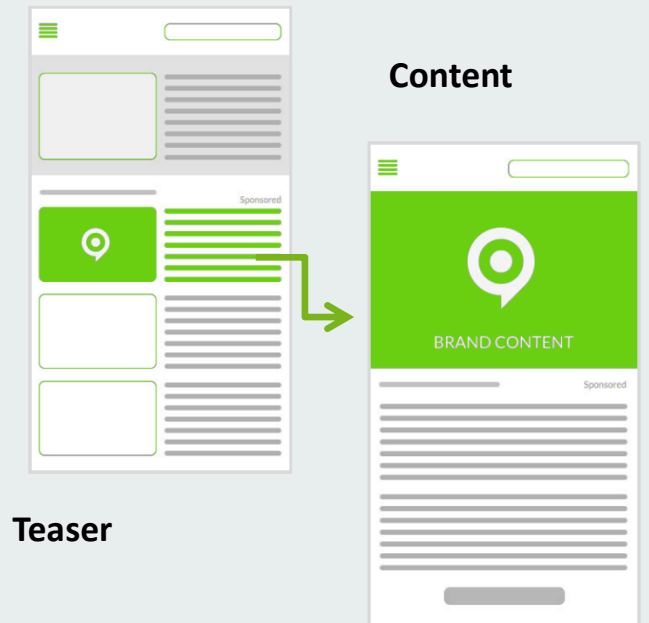 Content
Sponsored
BRAND CONTENT
Sponsored
Teaser